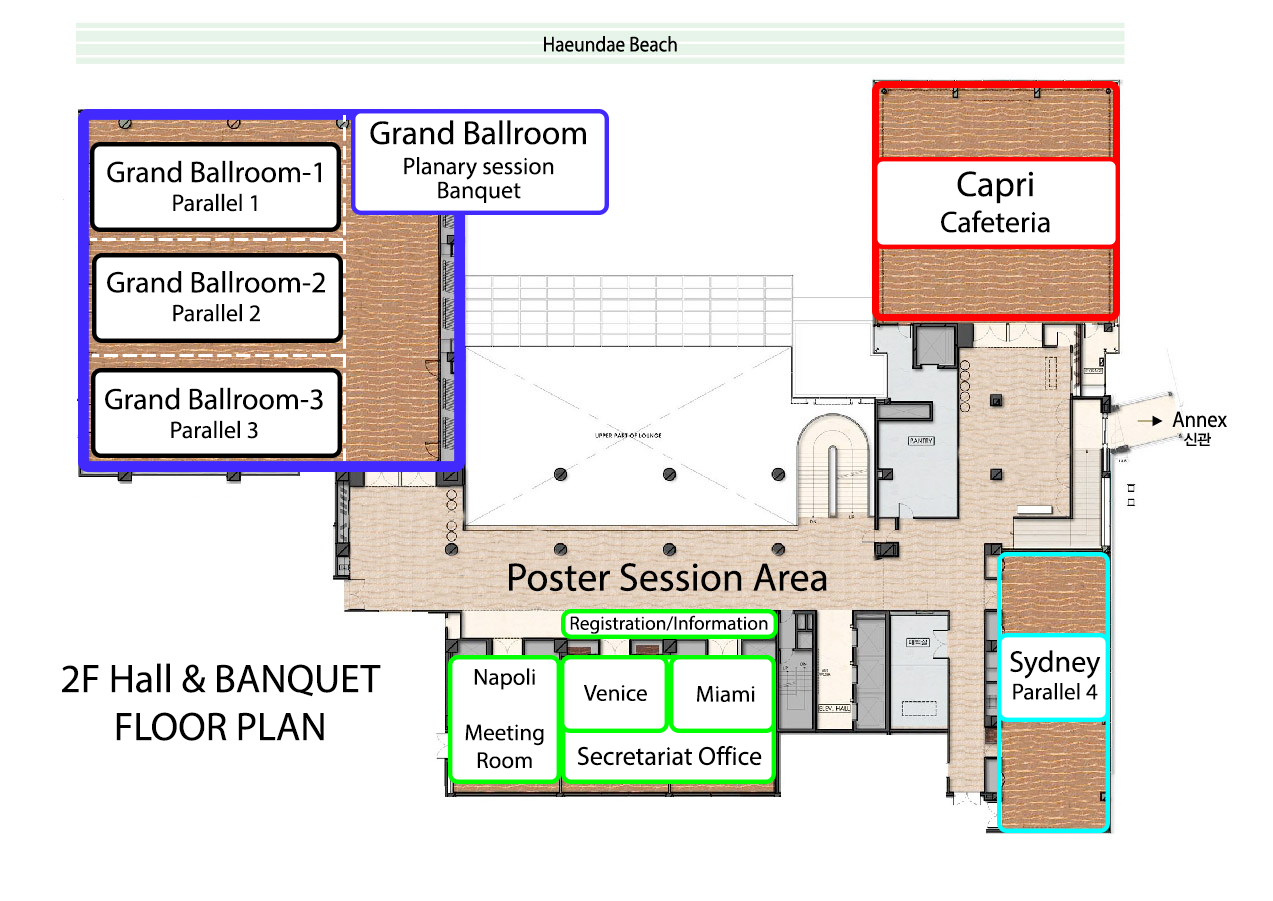 Haeundae Beach
Grand Ballroom
Planary session
Banquet
Grand Ballroom-1
Parallel 1
Grand Ballroom-2
Parallel 2
Grand Ballroom-3
Parallel 3
Capri
Cafeteria
UPPER PART OF LOUNGE
PANTRY
Annex
신관
DN
UP
Poster Session Area
Registration/Information
Napoli
Meeting
Room
Venice
Miami
Secretariat Office
ELEV. HALL
Sydney
Parallel 4
2F Hall & BANQUET
FLOOR PLAN